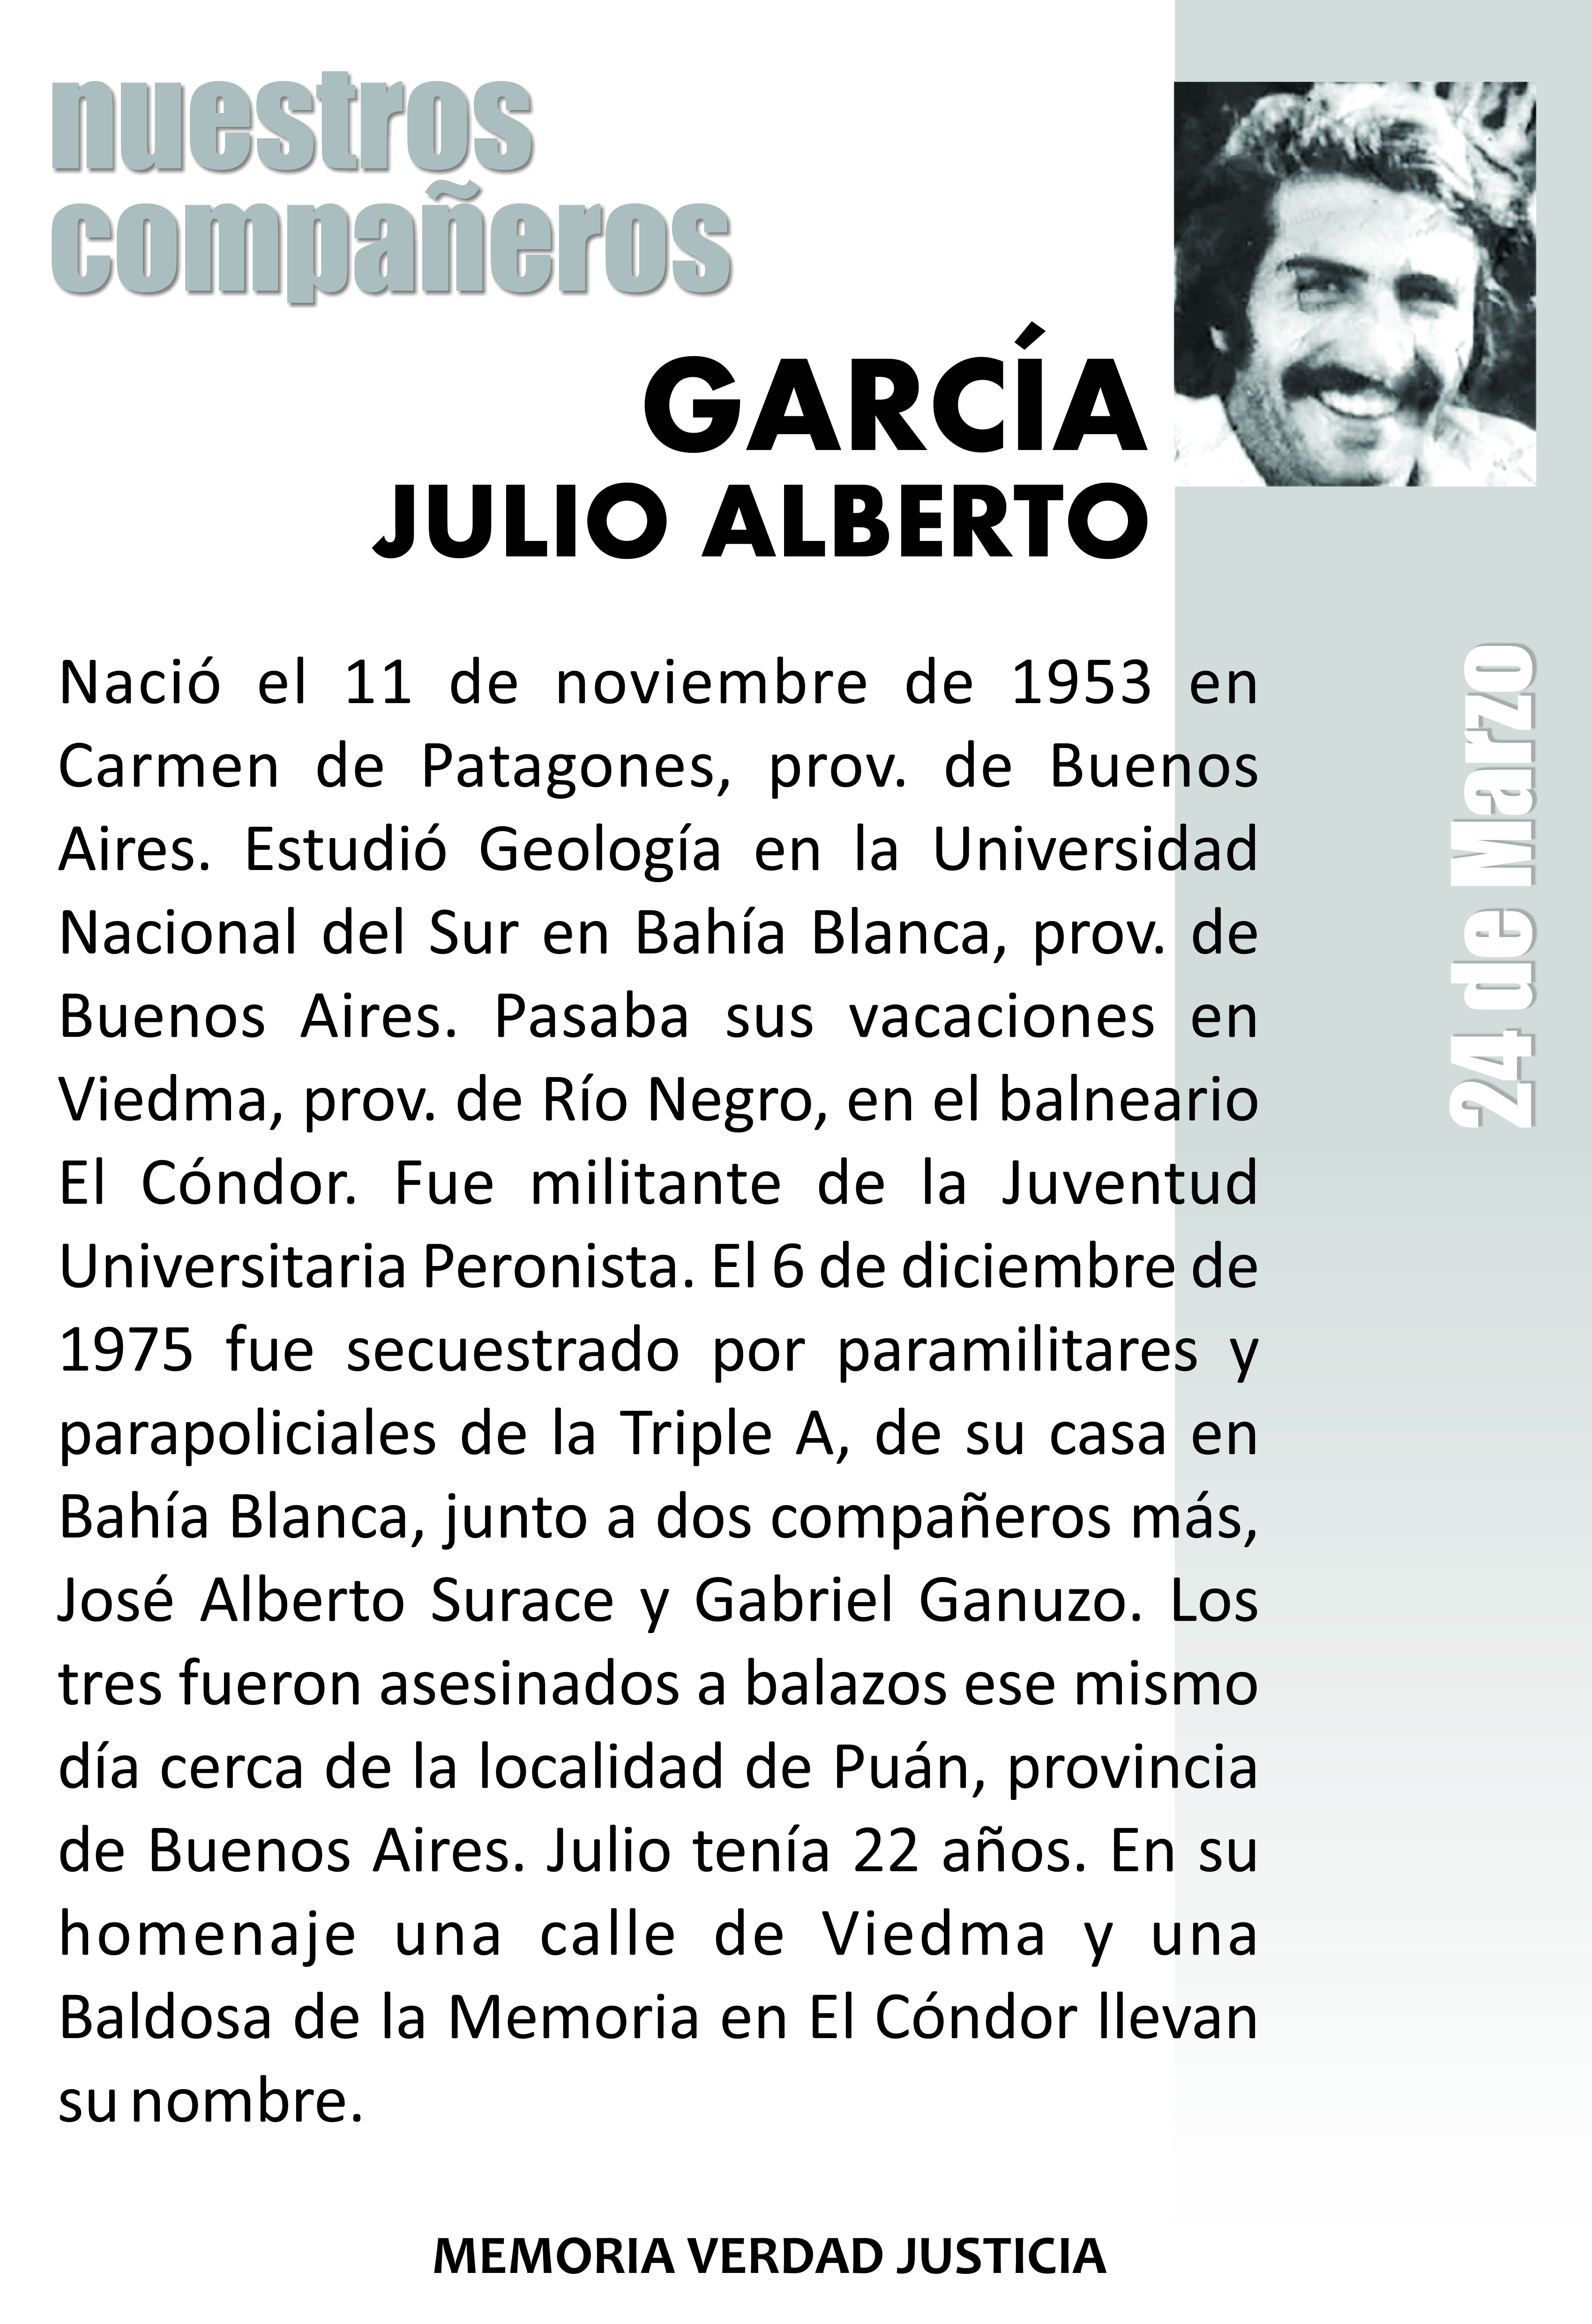 nuestros
compañeros
GARCÍA
JULIO ALBERTO
Nació el 11 de noviembre de 1953 en
Carmen de Patagones, prov. de Buenos
Aires. Estudió Geología en la Universidad
Nacional del Sur en Bahía Blanca, prov. de
Buenos Aires. Pasaba sus vacaciones en
Viedma, prov. de Río Negro, en el balneario
El Cóndor. Fue militante de la Juventud
Universitaria Peronista. El 6 de diciembre de
1975 fue secuestrado por paramilitares y
parapoliciales de la Triple A, de su casa en
Bahía Blanca, junto a dos compañeros más,
José Alberto Surace y Gabriel Ganuzo. Los
tres fueron asesinados a balazos ese mismo
día cerca de la localidad de Puán, provincia
de Buenos Aires. Julio tenía 22 años. En su
homenaje una calle de Viedma y una
Baldosa de la Memoria en El Cóndor llevan
su nombre.
24 de Marzo
MEMORIA VERDAD JUSTICIA